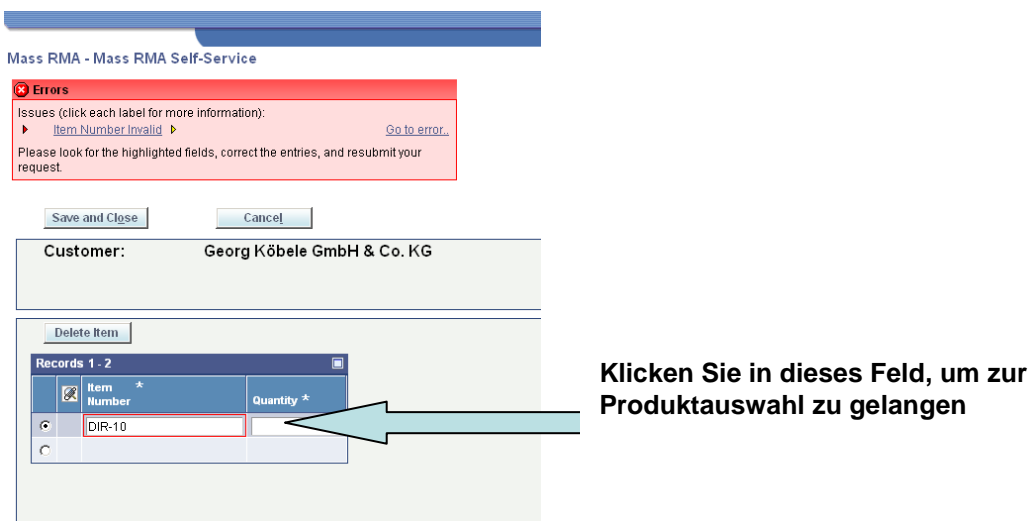 Mass RMA - Mass RMA Self-Service
Errors
Issues (click each label for more information):
Item Number Invalid
Go to error..
Please look for the highlighted fields, correct the entries, and resubmit your
request.
Save and Close
Cancel
Customer: Georg Köbele GmbH & Co. KG
Delete Item
Records 1 - 2
Item *
Number
Quantity *
DIR-10
Klicken Sie in dieses Feld, um zur
Produktauswahl zu gelangen